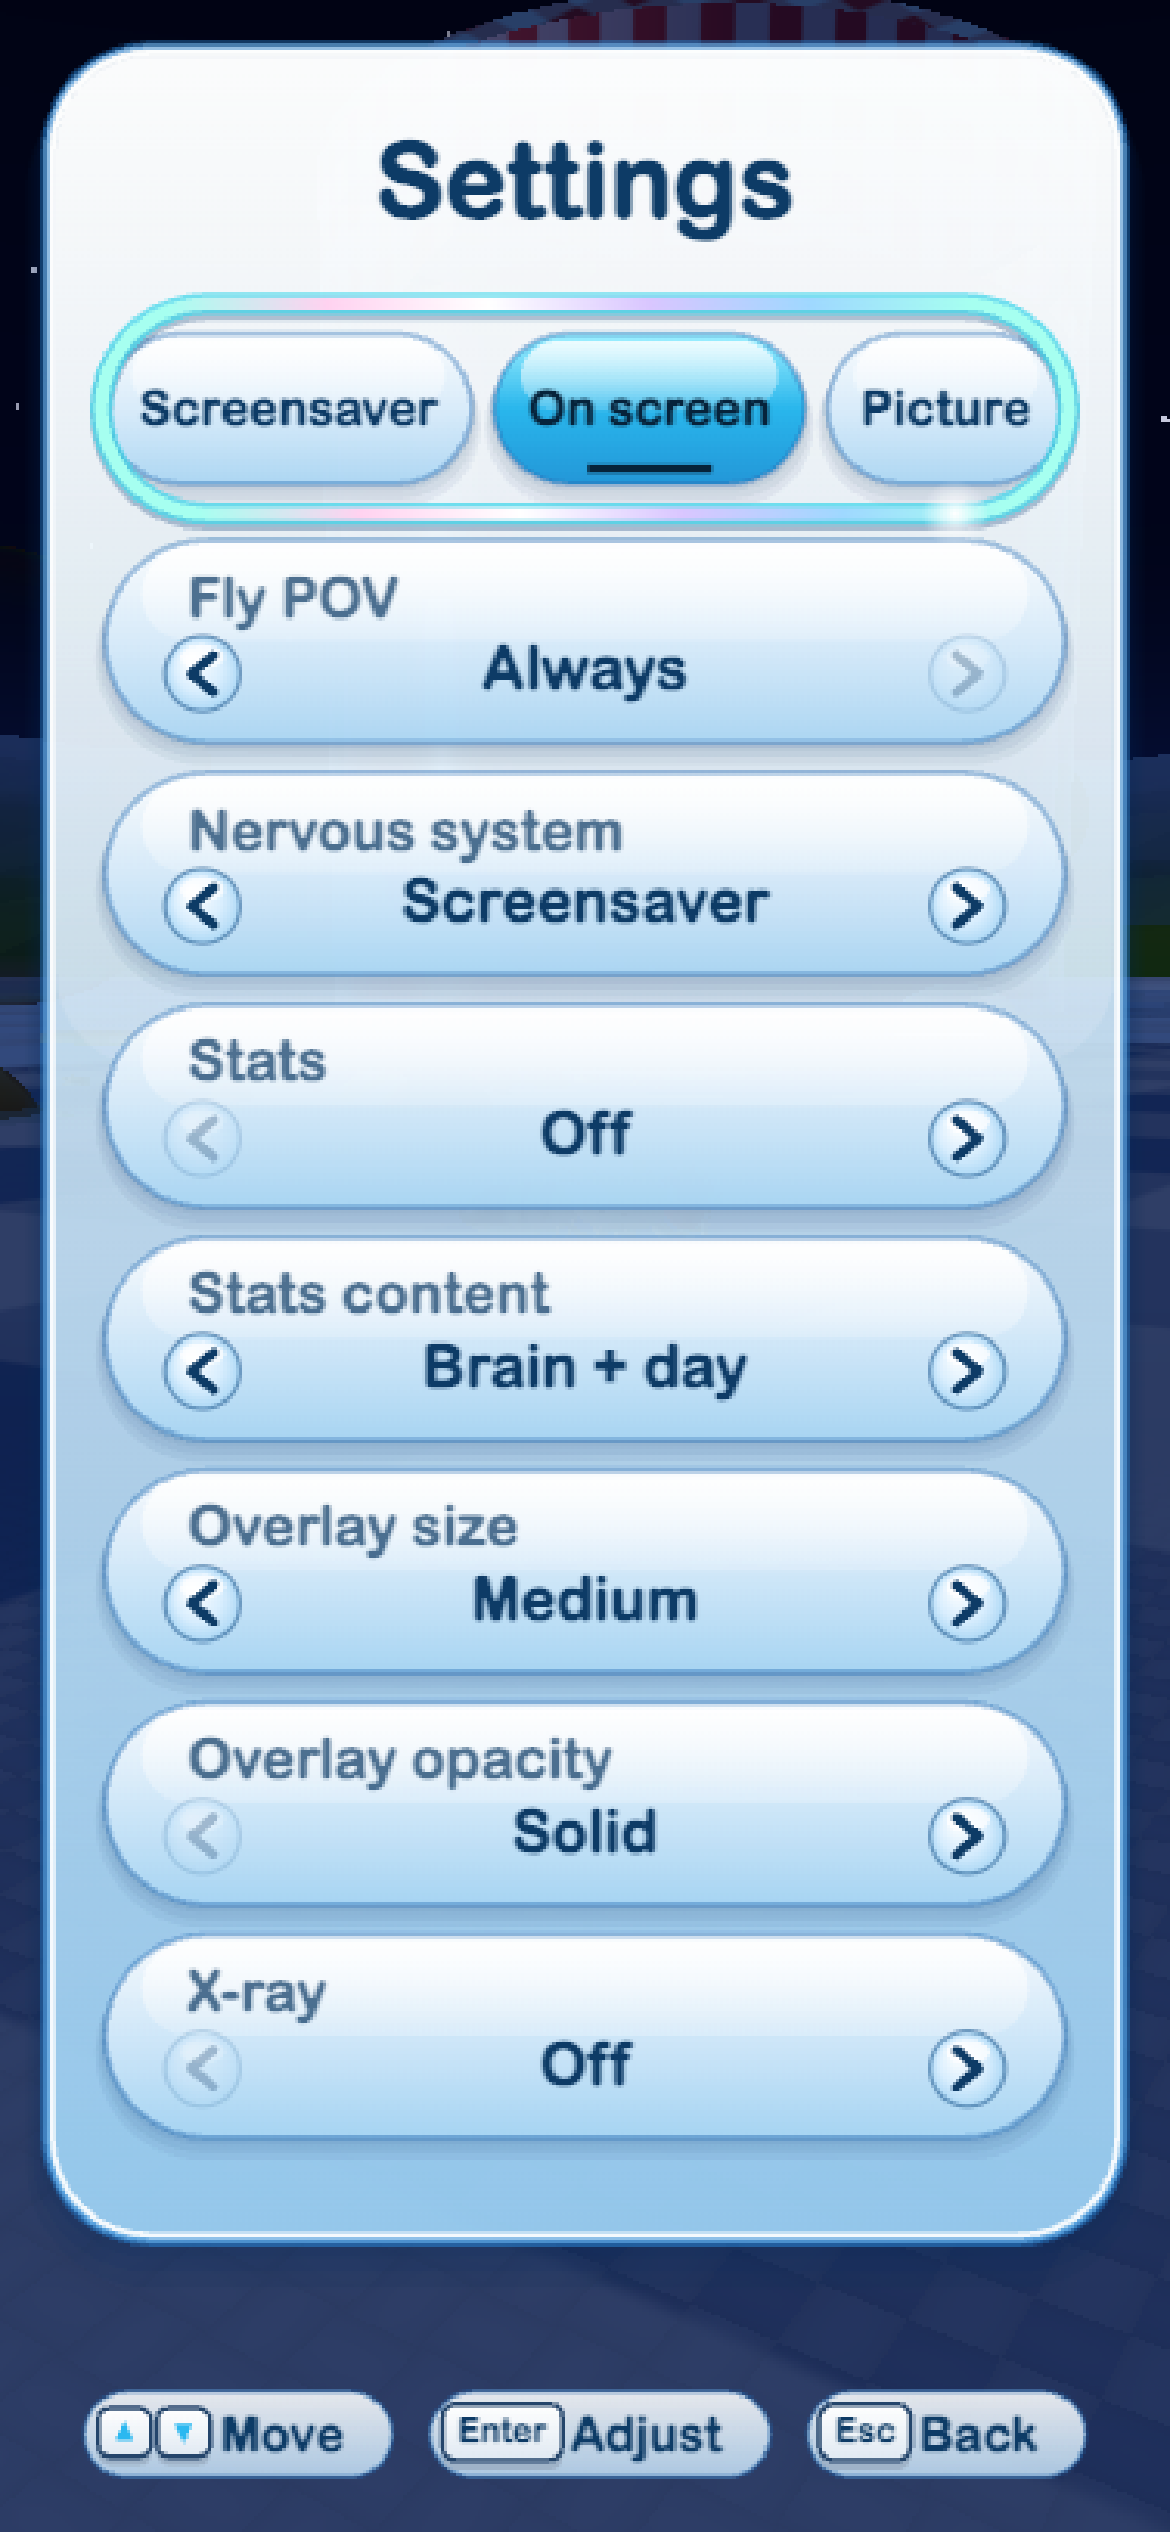 Settings
Screensaver On screen Picture
Fly POV
< Always >
Nervous system
< Screensaver >
Stats
< Off >
Stats content
< Brain + day >
Overlay size
< Medium >
Overlay opacity
< Solid >
X-ray
< Off >
▲ ▼ Move Enter Adjust Esc Back